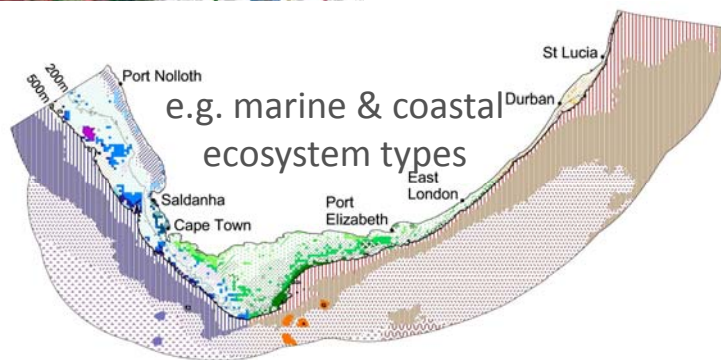 St Lucia
Port Nolloth
200m
500m
e.g. marine & coastal
ecosystem types
Durban
Saldanha
Cape Town
Port
Elizabeth
East
London